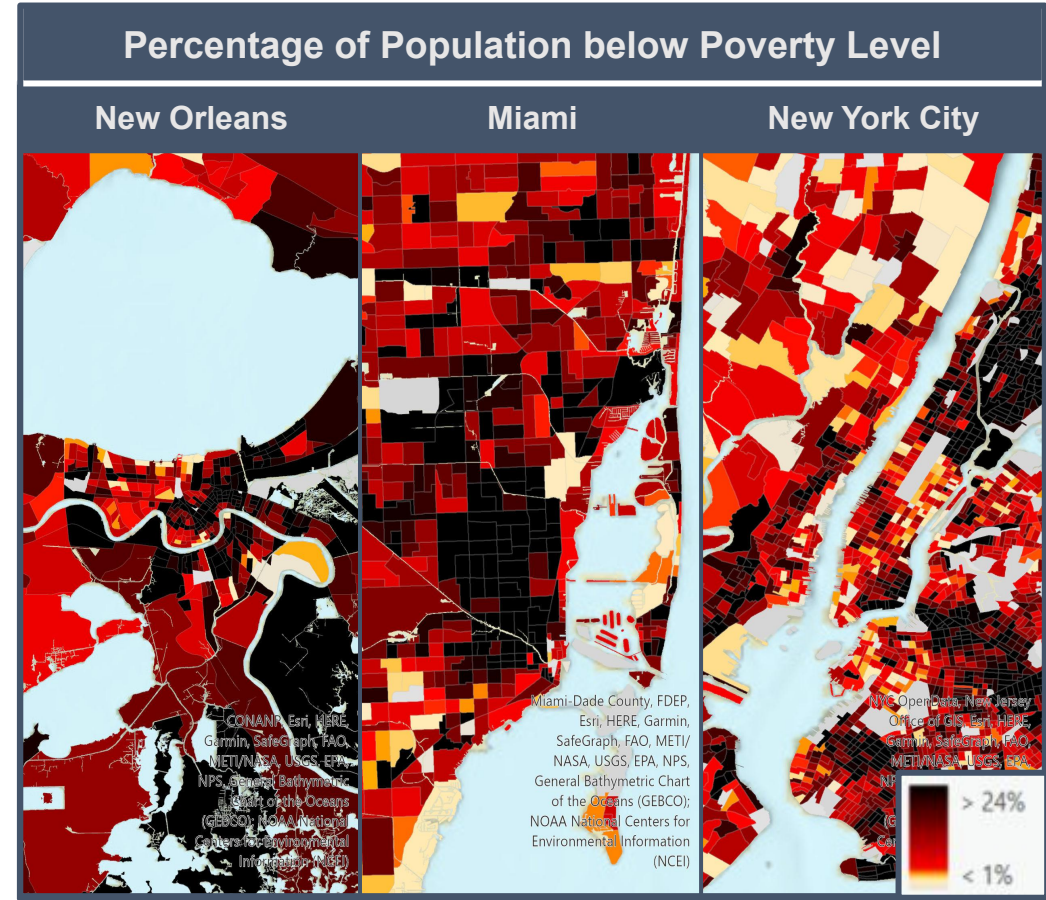 Percentage of Population below Poverty Level
New Orleans
Miami
New York City
CONANP, Esri, HERE,
Garmin, SafeGraph, FAO,
METI/NASA, USGS, EPA,
NPS, General Bathymetric
Chart of the Oceans
(GEBCO); NOAA National
Centers for Environmental
Information (NCEI)
Miami-Dade County, FDEP,
Esri, HERE, Garmin,
SafeGraph, FAO, METI/
NASA, USGS, EPA, NPS,
General Bathymetric Chart
of the Oceans (GEBCO);
NOAA National Centers for
Environmental Information
(NCEI)
NYC OpenData, New Jersey
Office of GIS, Esri, HERE,
Garmin, SafeGraph, FAO,
METI/NASA, USGS, EPA,
> 24%
< 1%